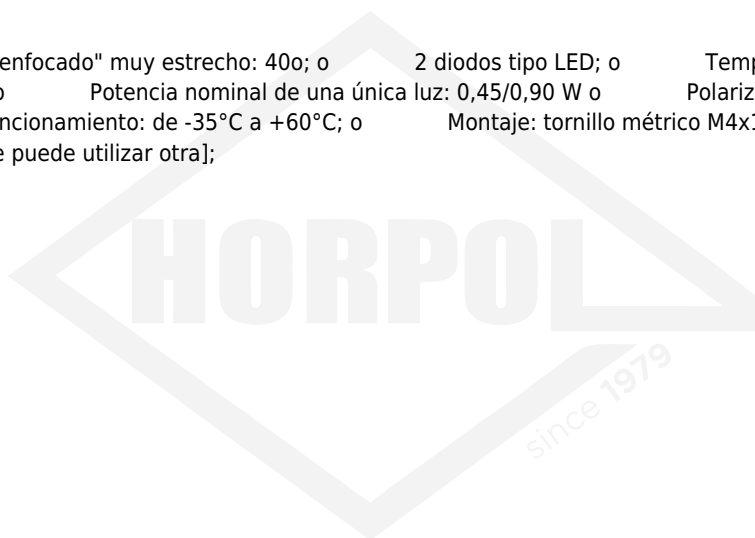 enfocado" muy estrecho: 40o; o 2 diodos tipo LED; o Temp
o Potencia nominal de una única luz: 0,45/0,90 W o Polariz
ncionamiento: de -35°C a +60°C; o Montaje: tornillo métrico M4x1
e puede utilizar otra];
HORPOL
since 1979